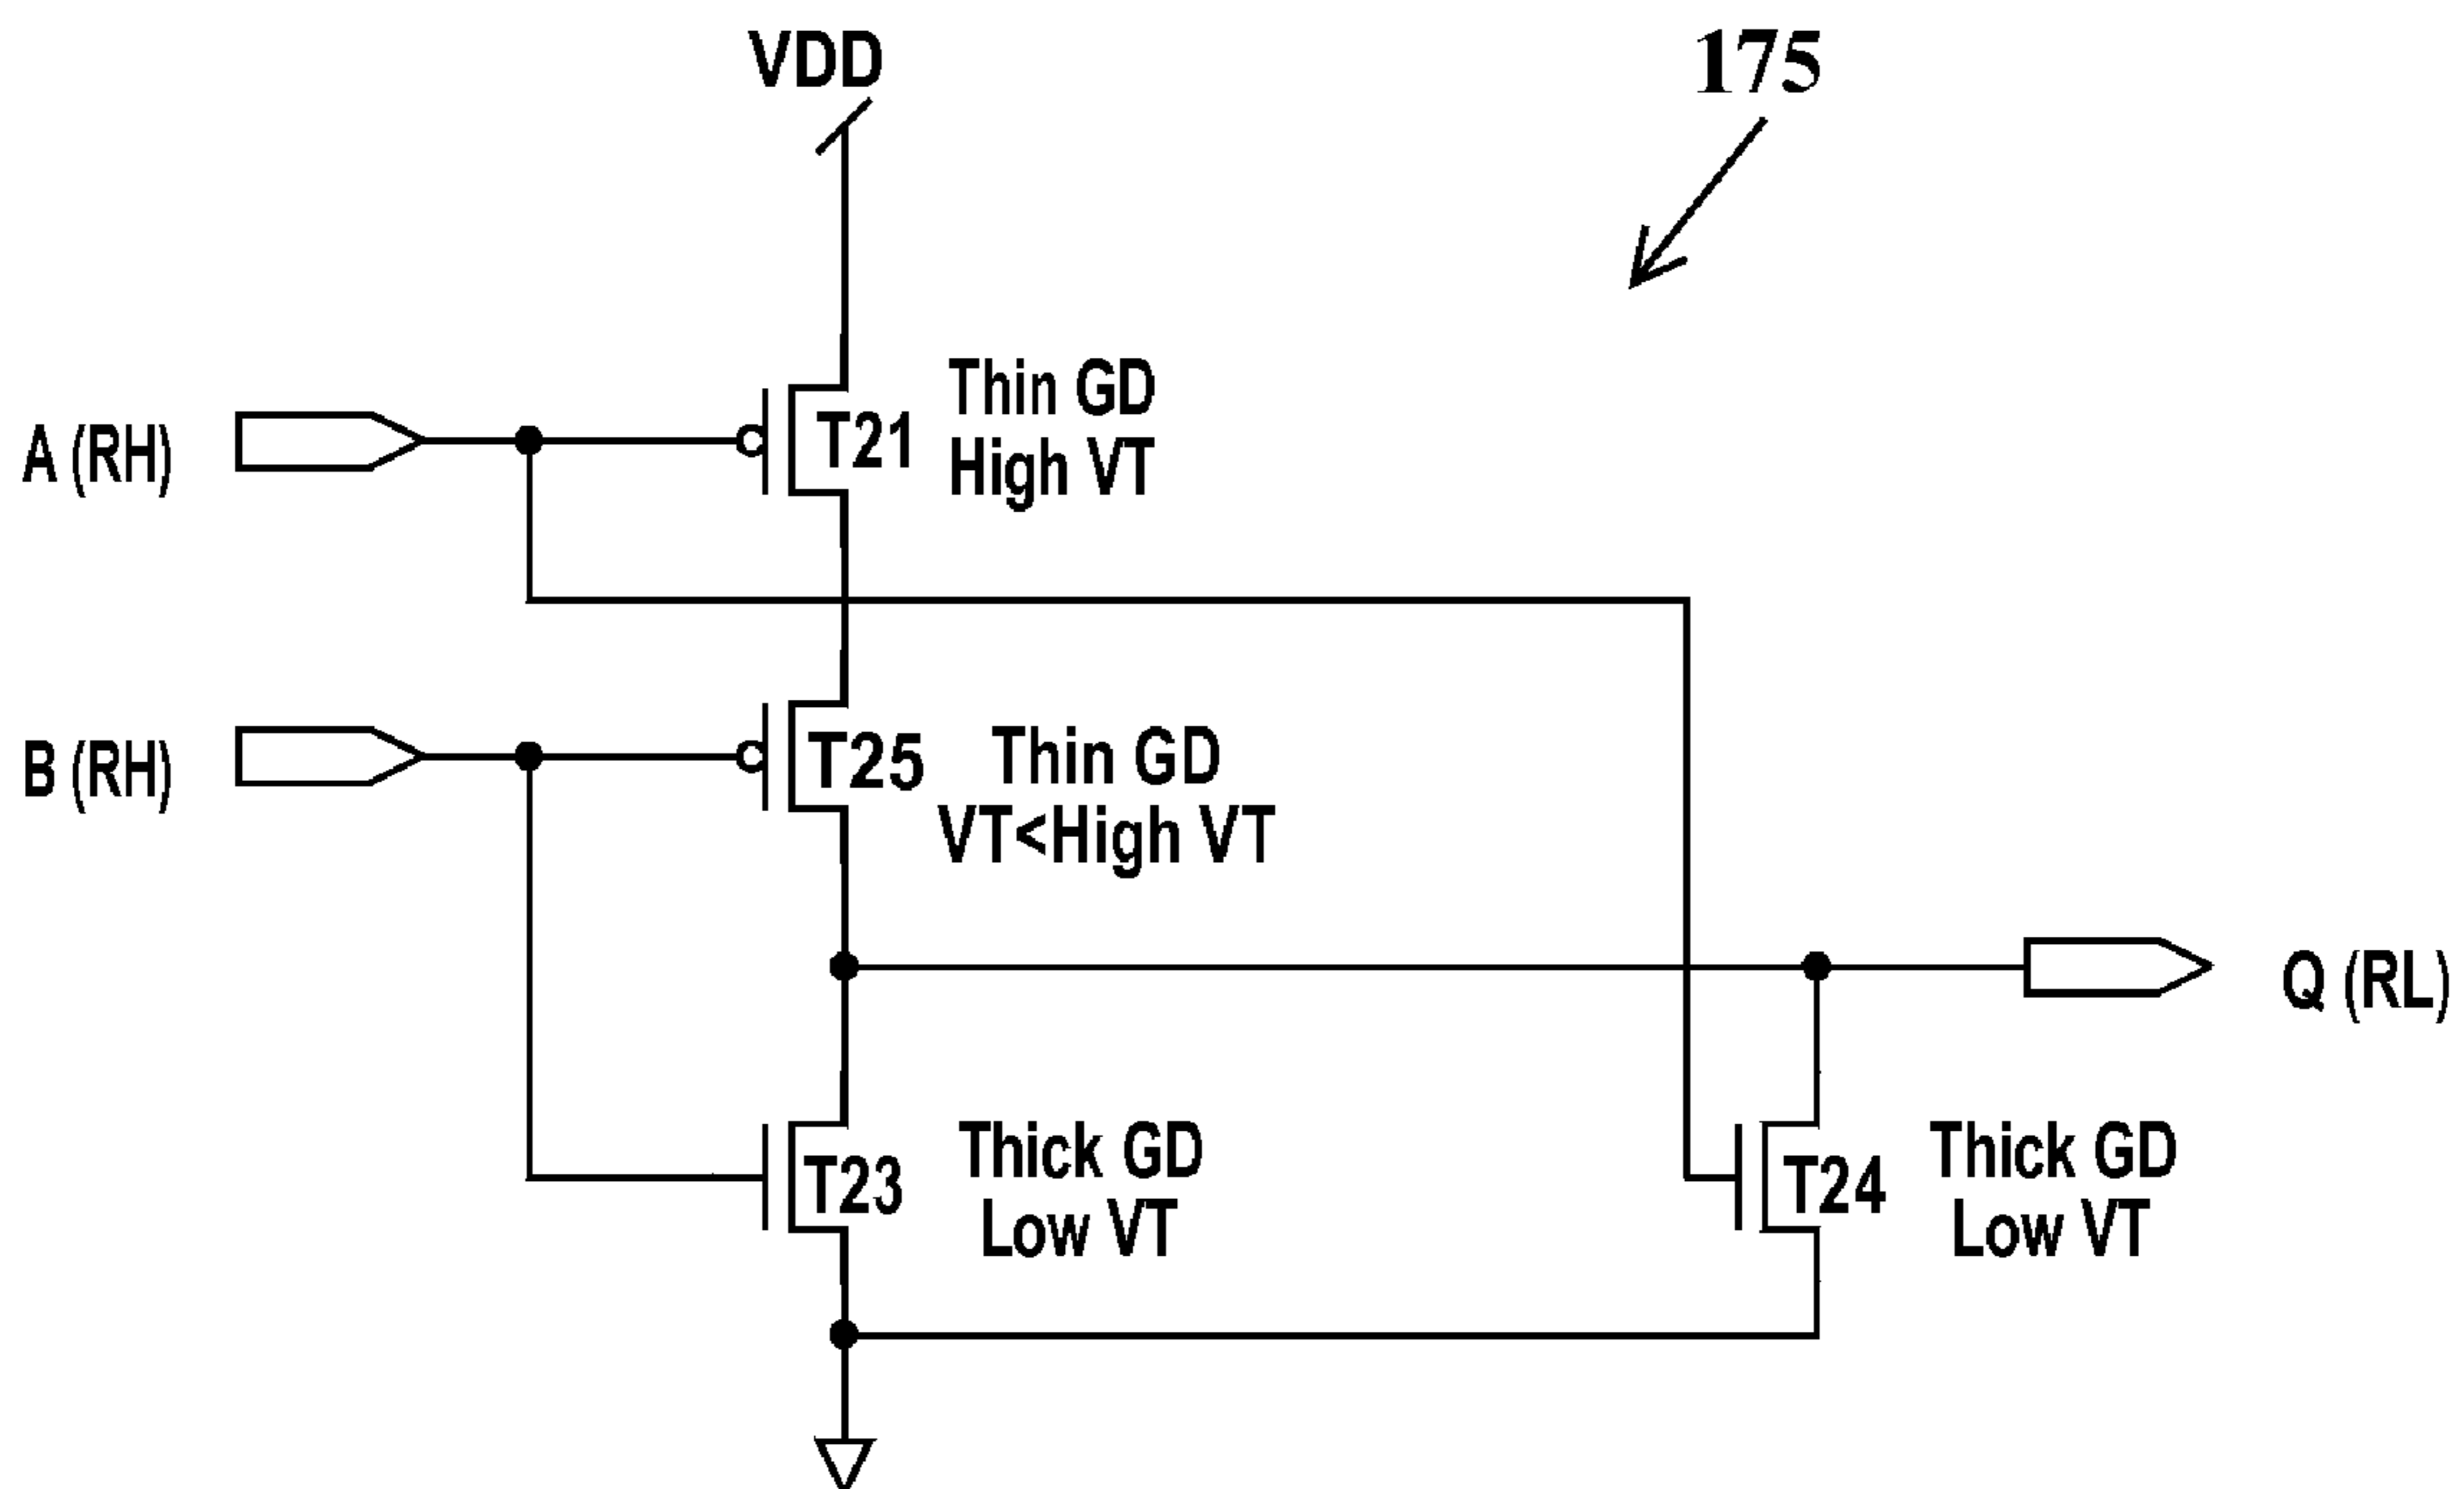 VDD
175
A (RH)
T21
Thin GD
High VT
B (RH)
T25
Thin GD
VT<High VT
Q (RL)
T23
Thick GD
Low VT
T24
Thick GD
Low VT